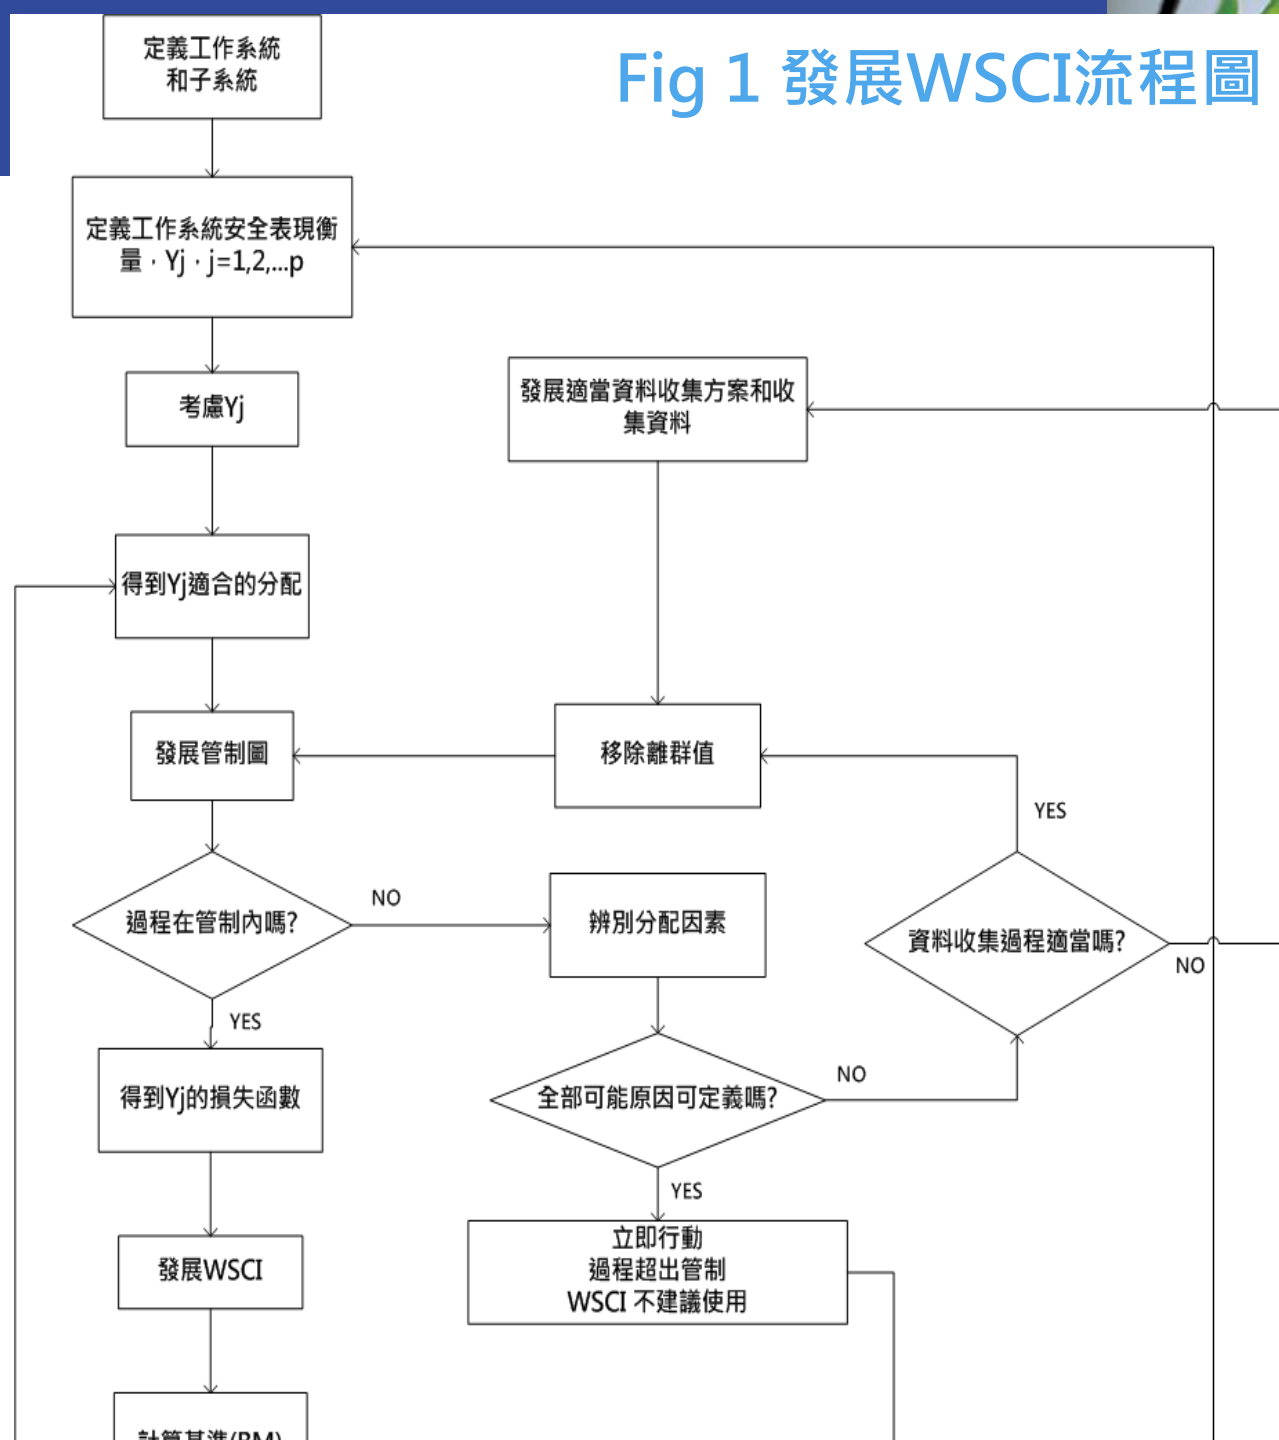 Fig 1 發展WSCI流程圖
定義工作系統
和子系統
定義工作系統安全表現衡
量，Yj，j=1,2,...p
考慮Yj
發展適當資料收集方案和收
集資料
得到Yj適合的分配
發展管制圖
移除離群值
YES
過程在管制內嗎?
NO
辨別分配因素
資料收集過程適當嗎?
NO
YES
得到Yj的損失函數
全部可能原因可定義嗎?
NO
YES
發展WSCI
立即行動
過程超出管制
WSCI 不建議使用
計算基準(BM)